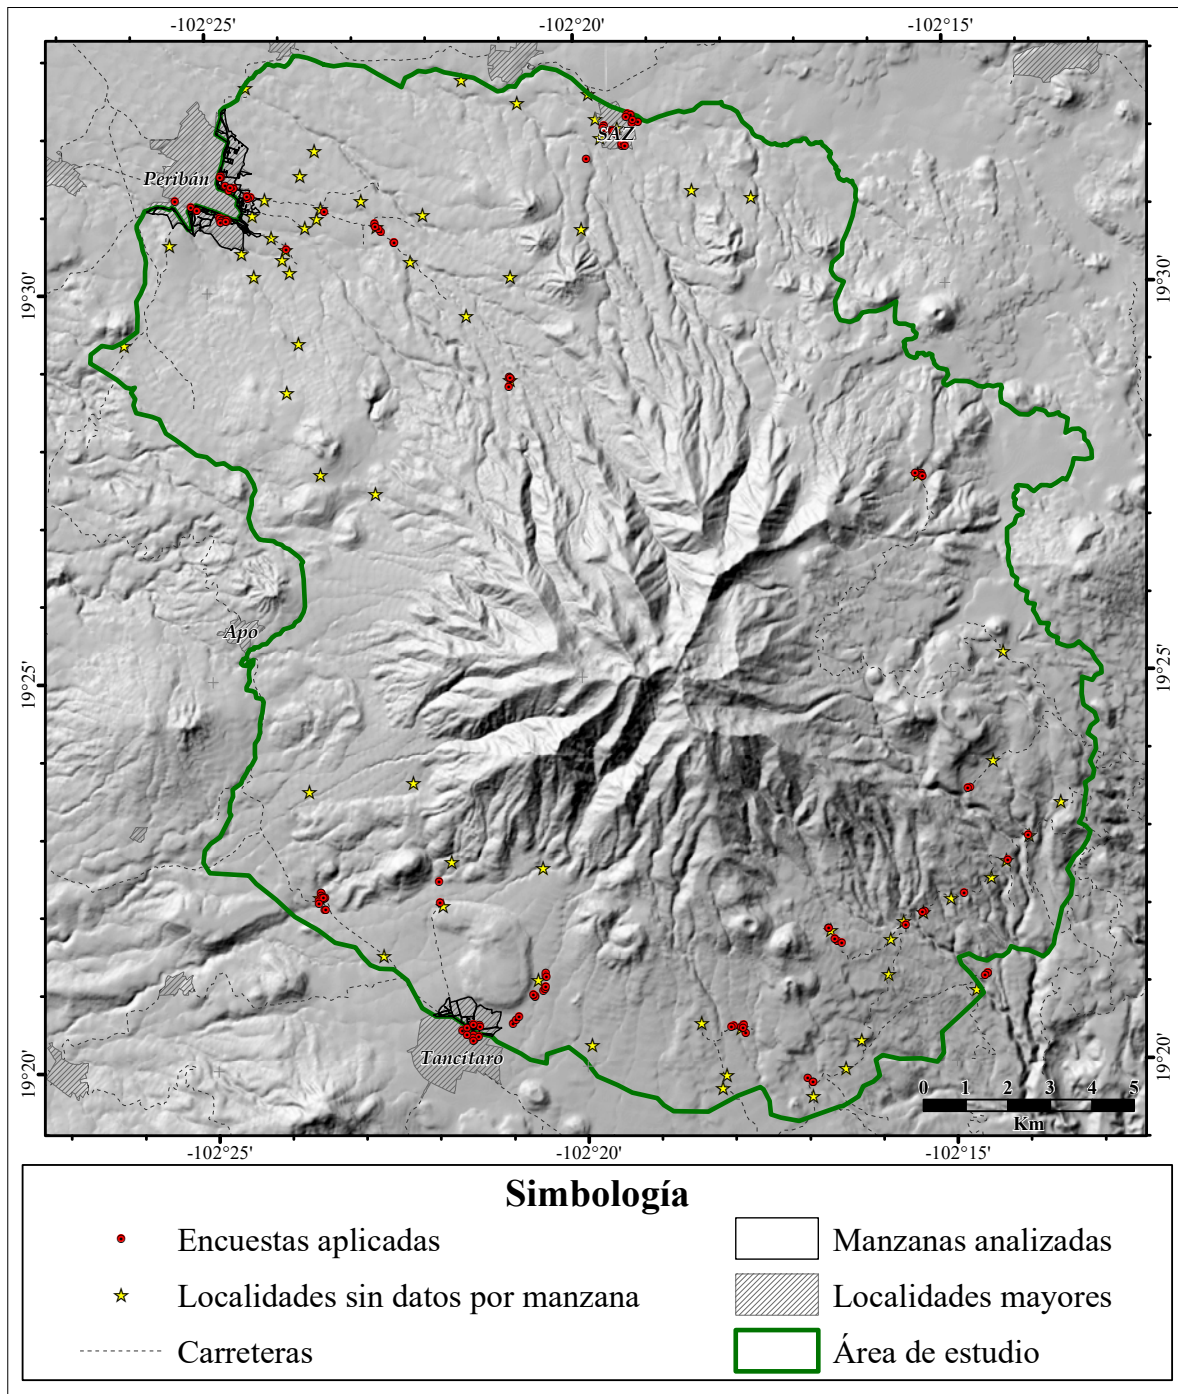 -102°25'
-102°20'
-102°15'
SAZ
Peribán
19°30'
19°30'
Apo
19°25'
19°25'
Tancítaro
19°20'
19°20'
0 1 2 3 4 5
Km
-102°25'
-102°20'
-102°15'
Simbología
Encuestas aplicadas
Manzanas analizadas
Localidades sin datos por manzana
Localidades mayores
Carreteras
Área de estudio